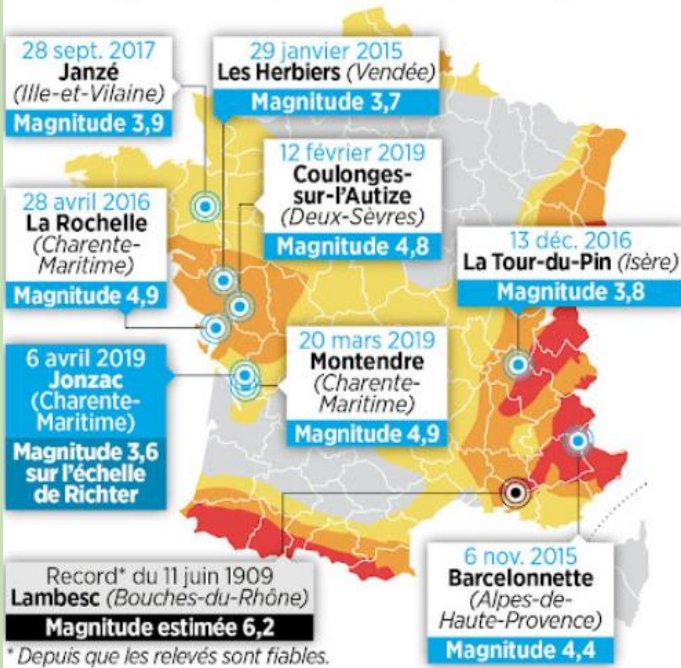 28 sept. 2017
Janzé
(Ille-et-Vilaine)
Magnitude 3,9
29 janvier 2015
Les Herbiers (Vendée)
Magnitude 3,7
12 février 2019
Coulonges-
sur-l'Autize
(Deux-Sèvres)
Magnitude 4,8
28 avril 2016
La Rochelle
(Charente-
Maritime)
Magnitude 4,9
13 déc. 2016
La Tour-du-Pin (Isère)
Magnitude 3,8
6 avril 2019
Jonzac
(Charente-
Maritime)
Magnitude 3,6
sur l'échelle
de Richter
20 mars 2019
Montendre
(Charente-
Maritime)
Magnitude 4,9
Record* du 11 juin 1909
Lambesc (Bouches-du-Rhône)
Magnitude estimée 6,2
* Depuis que les relevés sont fiables.
6 nov. 2015
Barcelonnette
(Alpes-de-
Haute-Provence)
Magnitude 4,4